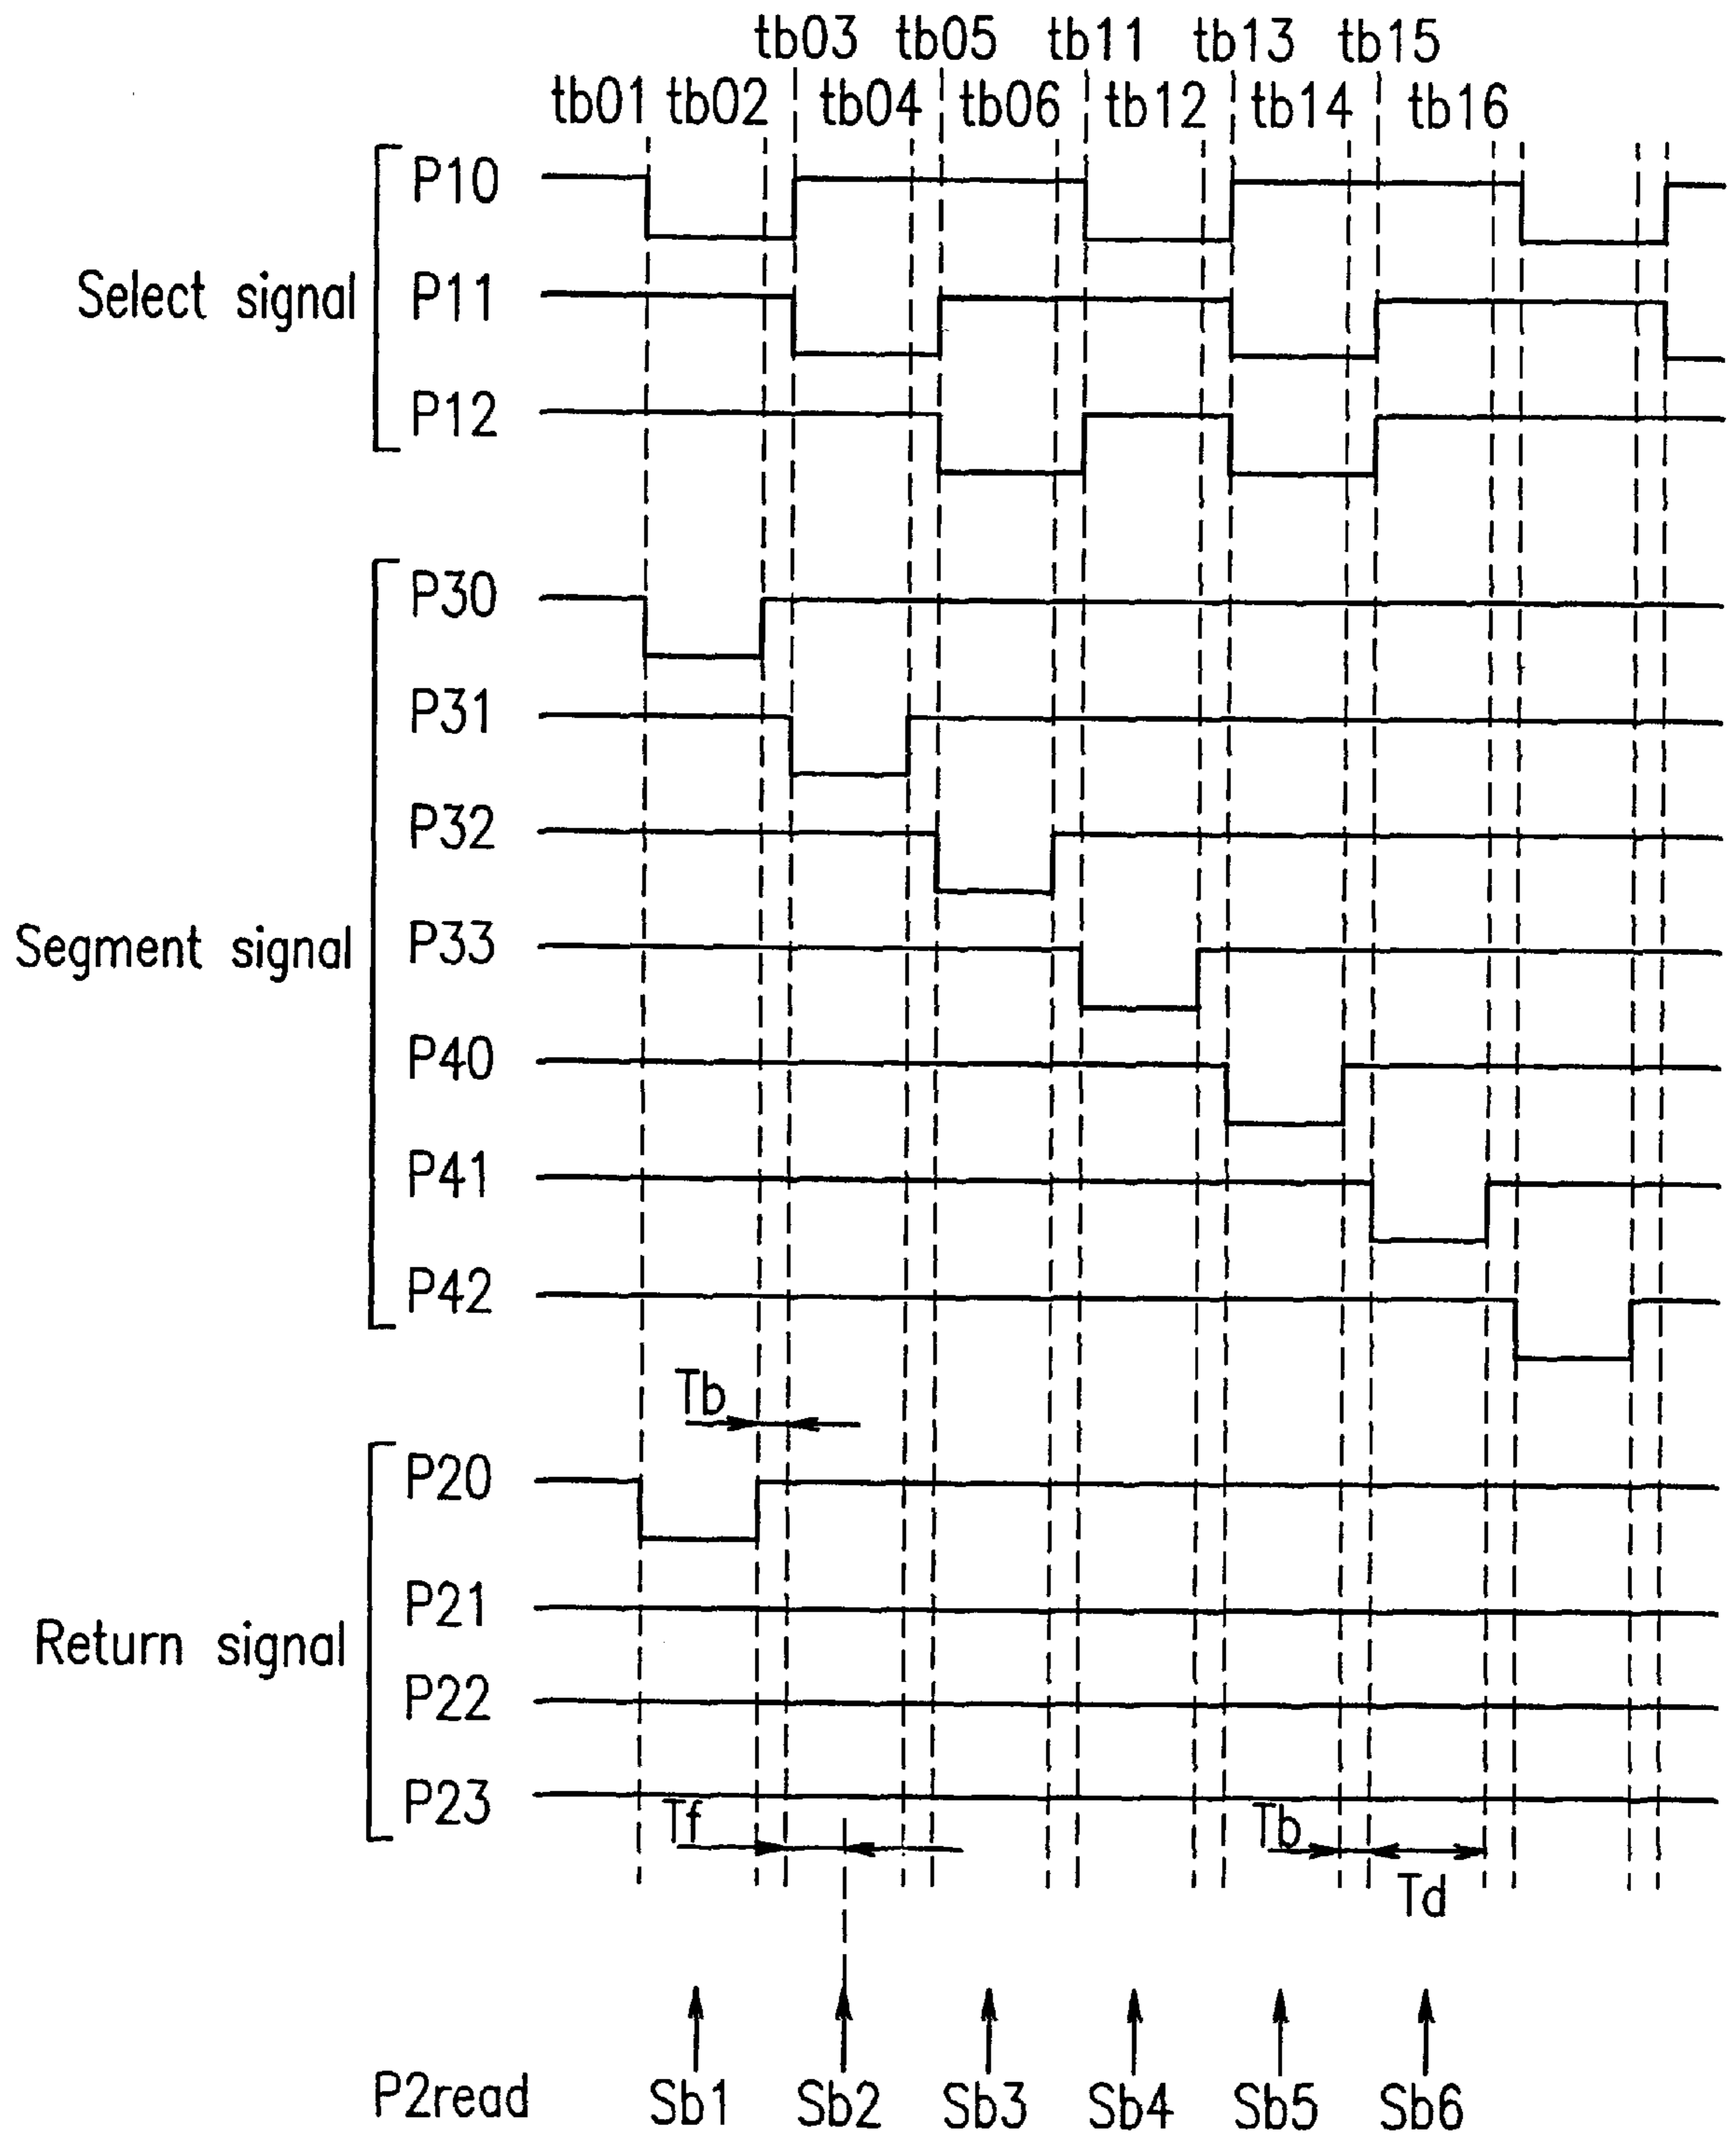 tb03 tb05 tb11 tb13 tb15
tb01 tb02 tb04 tb06 tb12 tb14 tb16
Select signal
P10
P11
P12
Segment signal
P30
P31
P32
P33
P40
P41
P42
Tb
Return signal
P20
P21
P22
P23
Tf
Tb
Td
P2read Sb1 Sb2 Sb3 Sb4 Sb5 Sb6